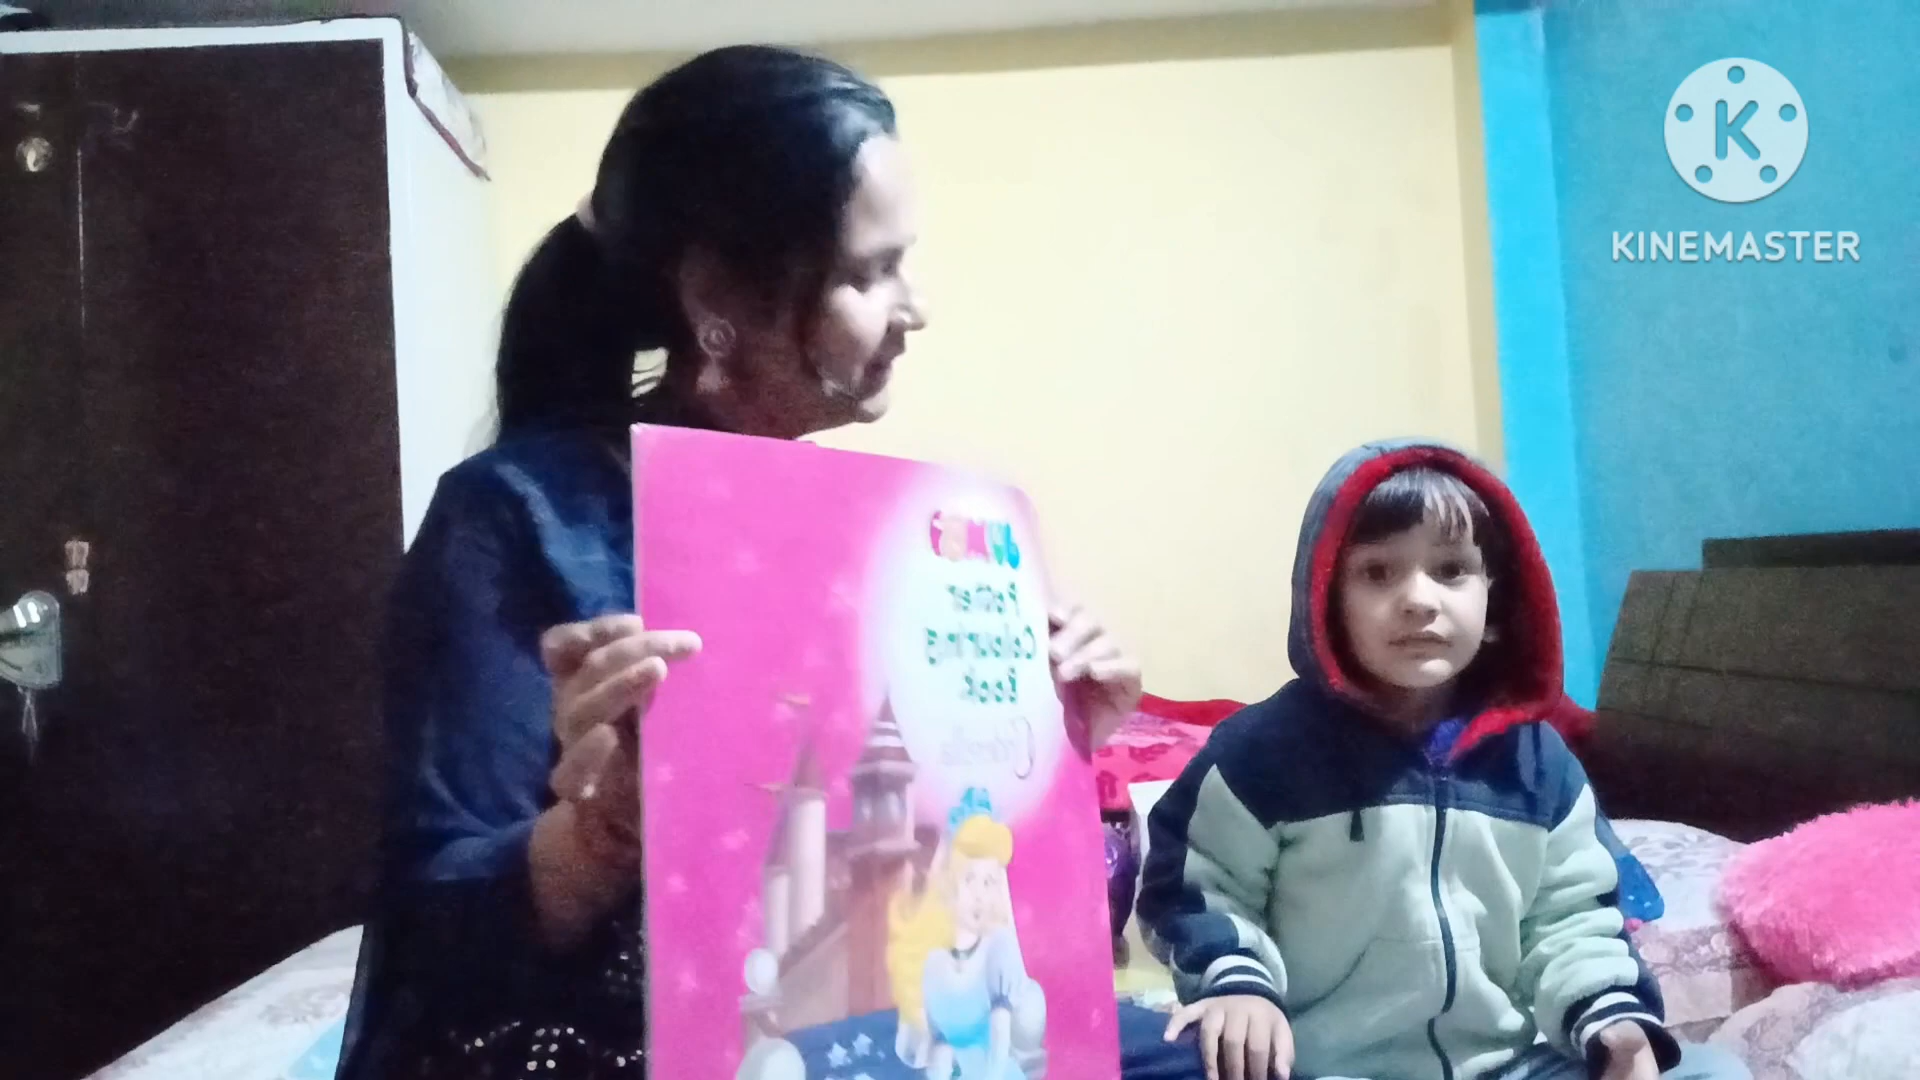 K
KINEMASTER
Poster
Colouring
Book
Cinderella